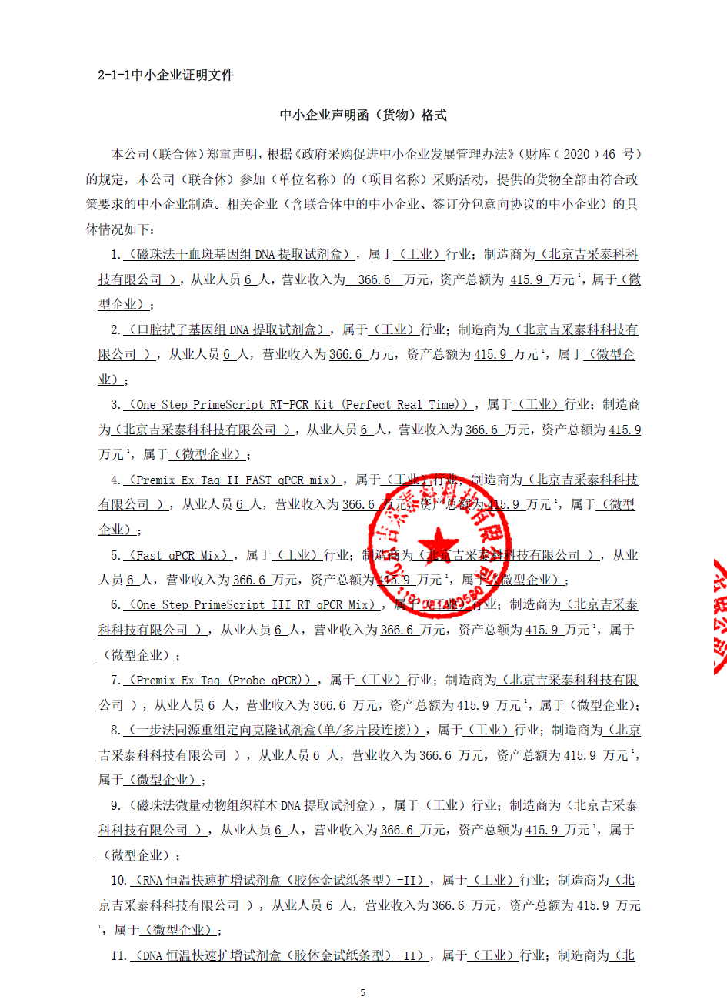 2-1-1中小企业证明文件
中小企业声明函（货物）格式
本公司（联合体）郑重声明，根据《政府采购促进中小企业发展管理办法》（财库﹝2020﹞46 号）
的规定，本公司（联合体）参加（单位名称）的（项目名称）采购活动，提供的货物全部由符合政
策要求的中小企业制造。相关企业（含联合体中的中小企业、签订分包意向协议的中小企业）的具
体情况如下：
1.（磁珠法干血斑基因组 DNA 提取试剂盒），属于（工业）行业；制造商为（北京吉采泰科科
技有限公司 ），从业人员 6 人，营业收入为 366.6 万元，资产总额为 415.9 万元¹，属于（微
型企业）；
2.（口腔拭子基因组 DNA 提取试剂盒），属于（工业）行业；制造商为（北京吉采泰科科技有
限公司 ），从业人员 6 人，营业收入为 366.6 万元，资产总额为 415.9 万元¹，属于（微型企
业）；
3.（One Step PrimeScript RT-PCR Kit (Perfect Real Time)），属于（工业）行业；制造商
为（北京吉采泰科科技有限公司 ），从业人员 6 人，营业收入为 366.6 万元，资产总额为 415.9
万元¹，属于（微型企业）；
4.（Premix Ex Taq II FAST qPCR mix），属于（工业）行业；制造商为（北京吉采泰科科技
有限公司 ），从业人员 6 人，营业收入为 366.6 万元，资产总额为 415.9 万元¹，属于（微型
企业）；
5.（Fast qPCR Mix），属于（工业）行业；制造商为（北京吉采泰科科技有限公司 ），从业
人员 6 人，营业收入为 366.6 万元，资产总额为 415.9 万元¹，属于（微型企业）；
6.（One Step PrimeScript III RT-qPCR Mix），属于（工业）行业；制造商为（北京吉采泰
科科技有限公司 ），从业人员 6 人，营业收入为 366.6 万元，资产总额为 415.9 万元¹，属于
（微型企业）；
7.（Premix Ex Taq (Probe qPCR)），属于（工业）行业；制造商为（北京吉采泰科科技有限
公司 ），从业人员 6 人，营业收入为 366.6 万元，资产总额为 415.9 万元¹，属于（微型企业）；
8.（一步法同源重组定向克隆试剂盒(单/多片段连接)），属于（工业）行业；制造商为（北京
吉采泰科科技有限公司 ），从业人员 6 人，营业收入为 366.6 万元，资产总额为 415.9 万元¹，
属于（微型企业）；
9.（磁珠法微量动物组织样本 DNA 提取试剂盒），属于（工业）行业；制造商为（北京吉采泰
科科技有限公司 ），从业人员 6 人，营业收入为 366.6 万元，资产总额为 415.9 万元¹，属于
（微型企业）；
10.（RNA 恒温快速扩增试剂盒（胶体金试纸条型）-II），属于（工业）行业；制造商为（北
京吉采泰科科技有限公司 ），从业人员 6 人，营业收入为 366.6 万元，资产总额为 415.9 万元
¹，属于（微型企业）；
11.（DNA 恒温快速扩增试剂盒（胶体金试纸条型）-II），属于（工业）行业；制造商为（北
北京吉采泰科科技有限公司
5